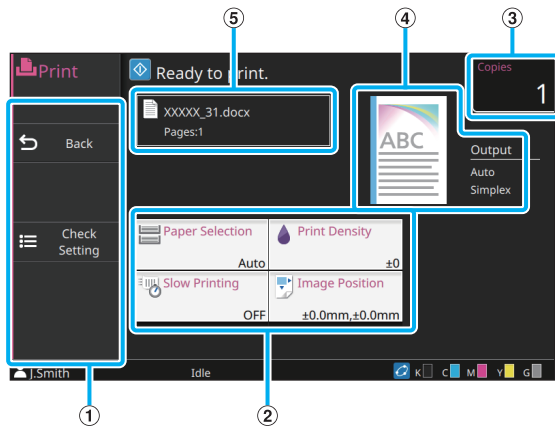 5
4
3
Print
Ready to print.
Copies
1
XXXXX_31.docx
Pages:1
ABC
Back
Output
Auto
Simplex
Check
Setting
Paper Selection
Auto
Print Density
±0
Slow Printing
OFF
Image Position
±0.0mm,±0.0mm
J.Smith
Idle
K C M Y G
1
2